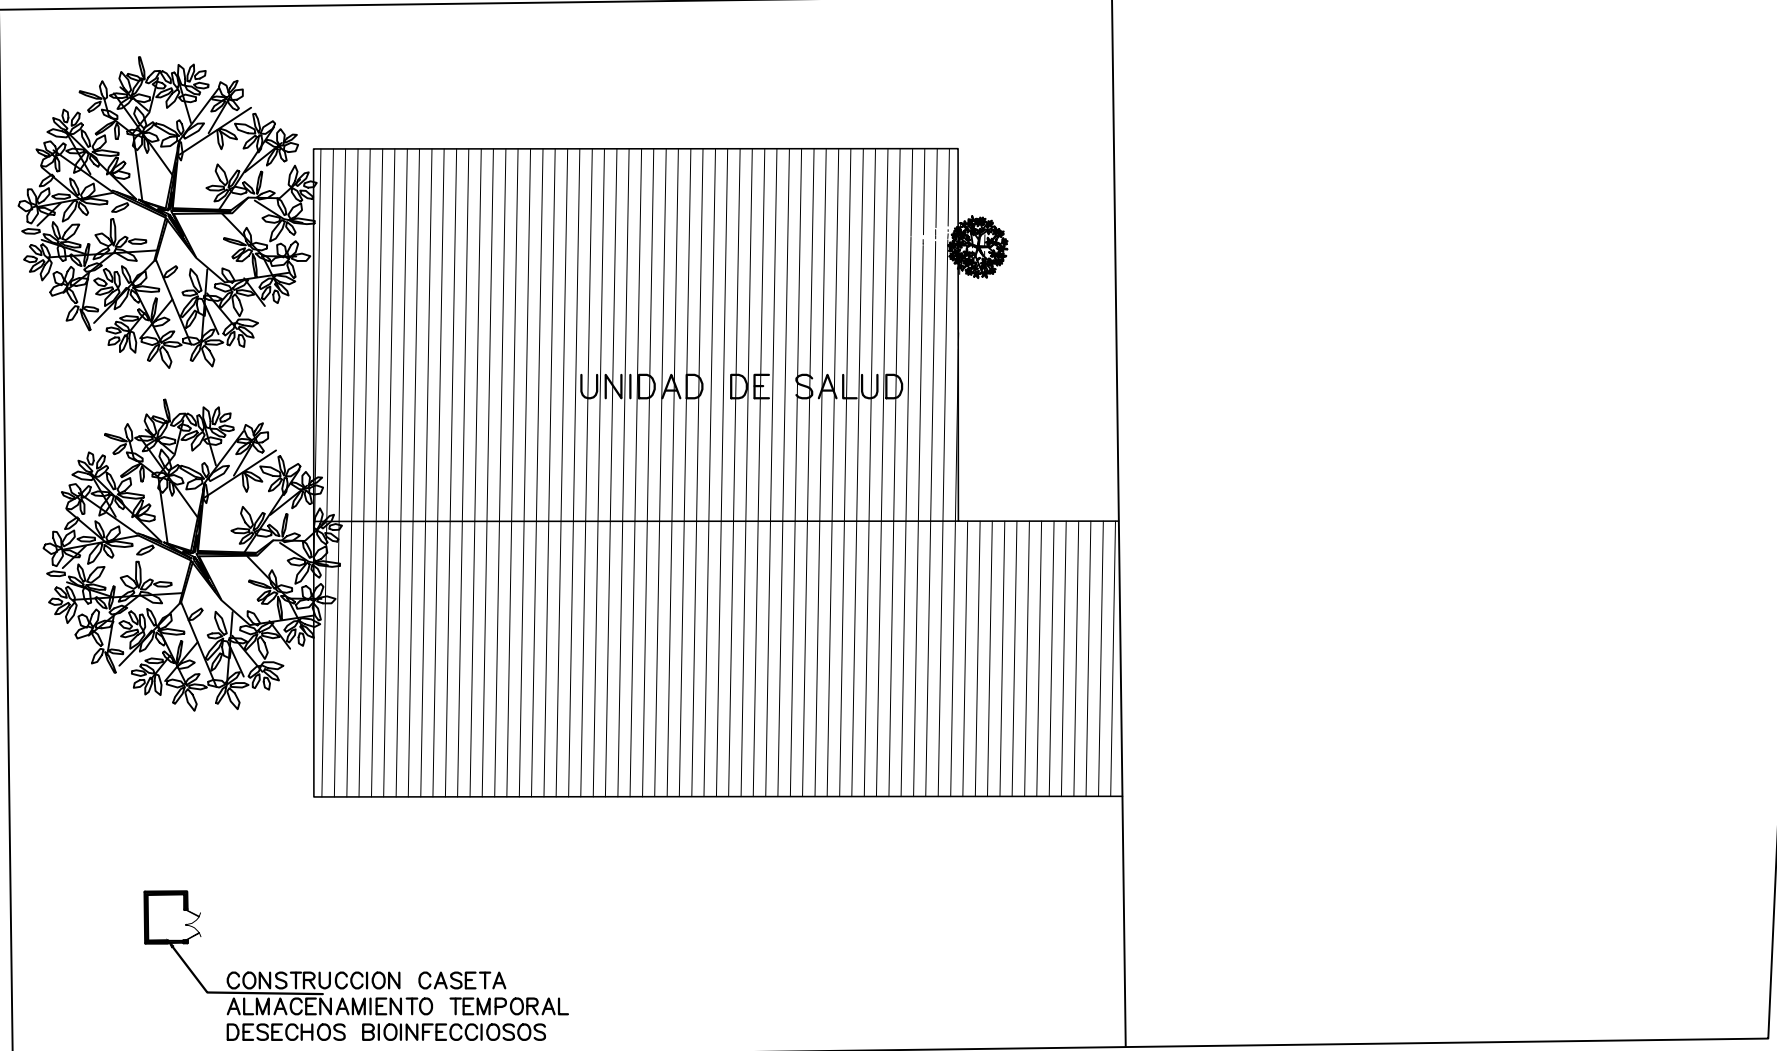 UNIDAD DE SALUD
CONSTRUCCION CASETA
ALMACENAMIENTO TEMPORAL
DESECHOS BIOINFECCIOSOS